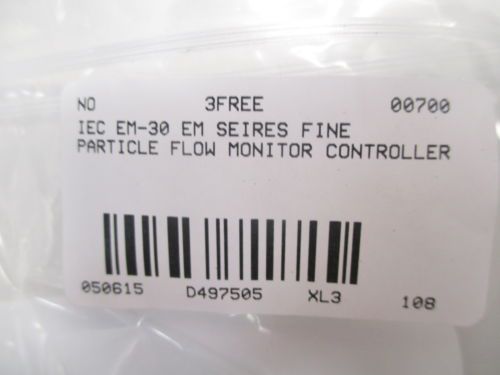 NO 3FREE 00700
IEC EM-30 EM SEIRES FINE
PARTICLE FLOW MONITOR CONTROLLER
050615 D497505 XL3 108